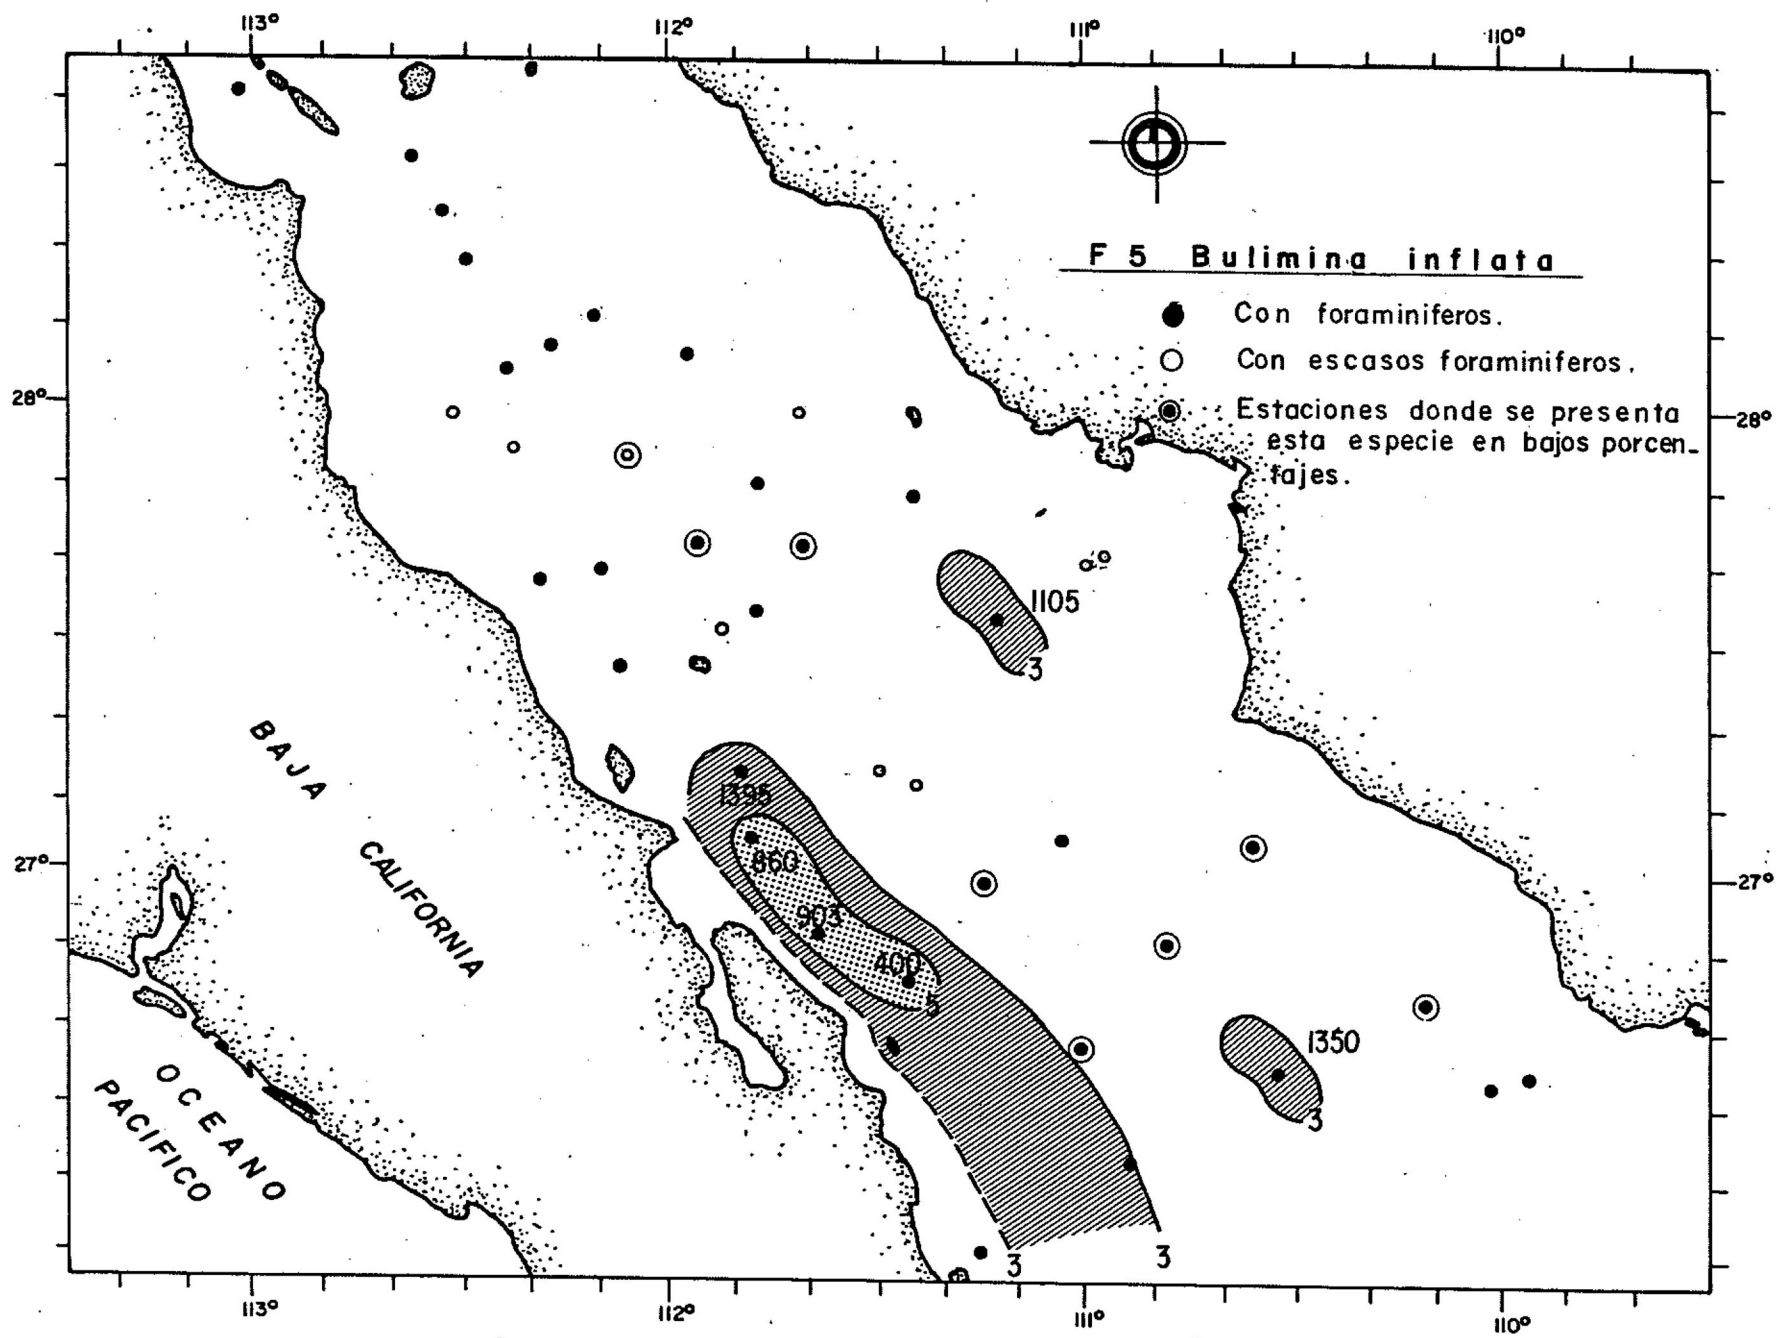 113°
112°
111°
110°
F 5 Bulimina inflata
Con foraminiferos.
Con escasos foraminiferos.
Estaciones donde se presenta
esta especie en bajos porcen-
tajes.
28°
28°
1105
3
BAJA
CALIFORNIA
1395
860
903
400
5
27°
27°
1350
3
OCEANO
PACIFICO
3
3
113°
112°
111°
110°